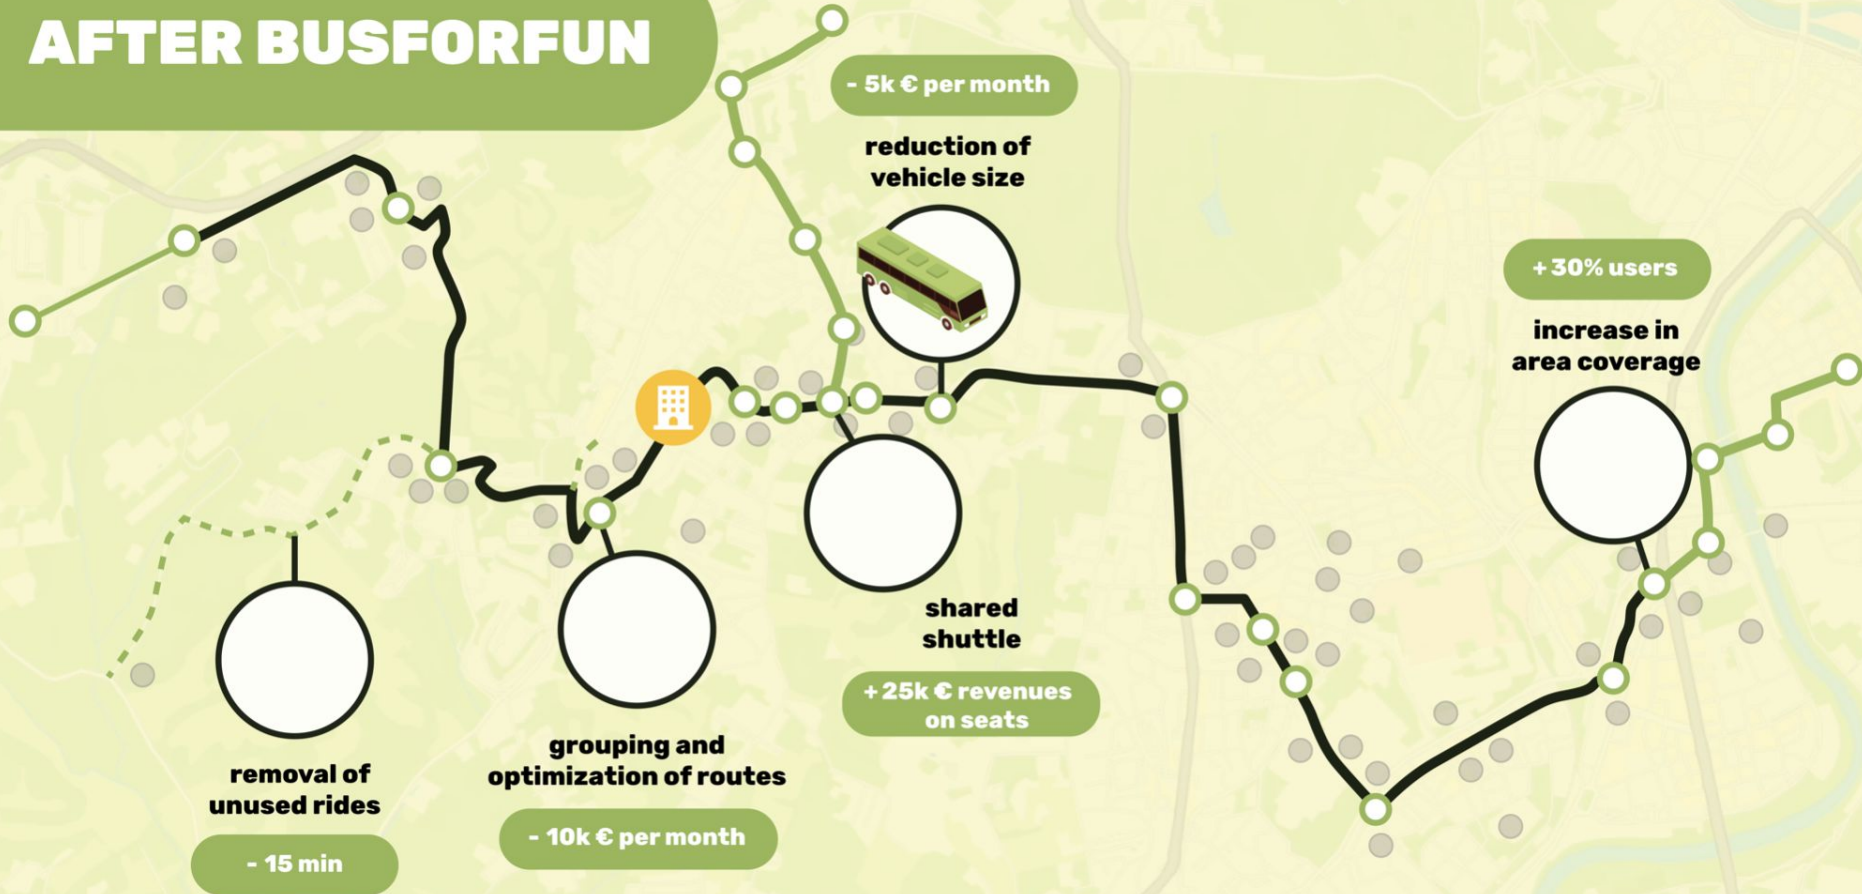 AFTER BUSFORFUN
- 5k € per month
reduction of
vehicle size
+ 30% users
increase in
area coverage
shared
shuttle
+ 25k € revenues
on seats
grouping and
optimization of routes
- 10k € per month
removal of
unused rides
- 15 min